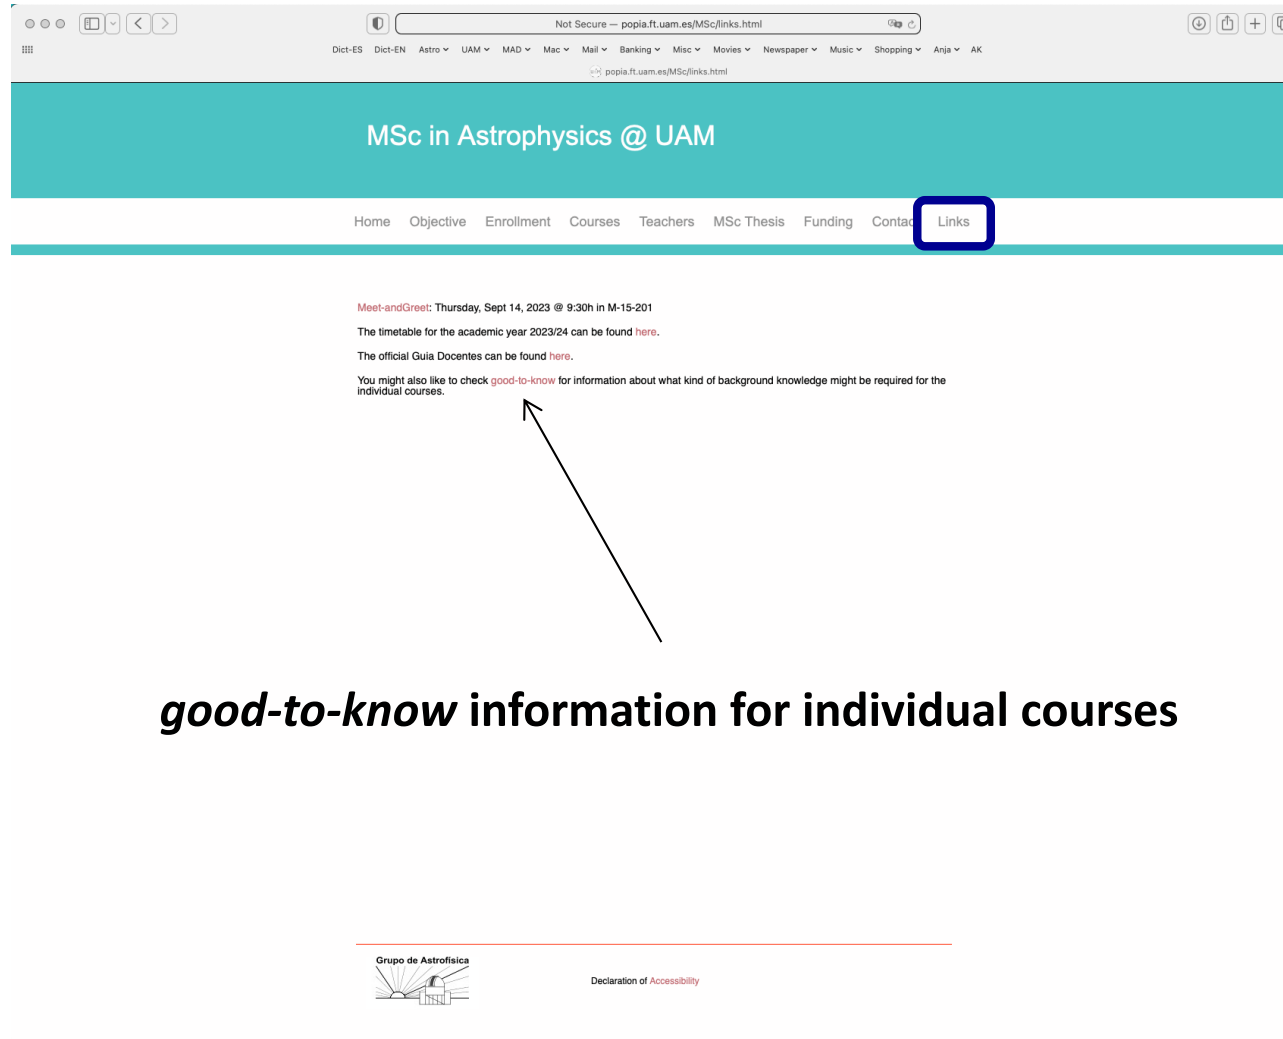 Not Secure — popia.ft.uam.es/MSc/links.html
Dict-ES Dict-EN Astro UAM MAD Mac Mail Banking Misc Movies Newspaper Music Shopping Anja AK
popia.ft.uam.es/MSc/links.html
MSc in Astrophysics @ UAM
Home Objective Enrollment Courses Teachers MSc Thesis Funding Contac Links
Meet-andGreet: Thursday, Sept 14, 2023 @ 9:30h in M-15-201
The timetable for the academic year 2023/24 can be found here.
The official Guia Docentes can be found here.
You might also like to check good-to-know for information about what kind of background knowledge might be required for the
individual courses.
good-to-know information for individual courses
Grupo de Astrofísica
Declaration of Accessibility